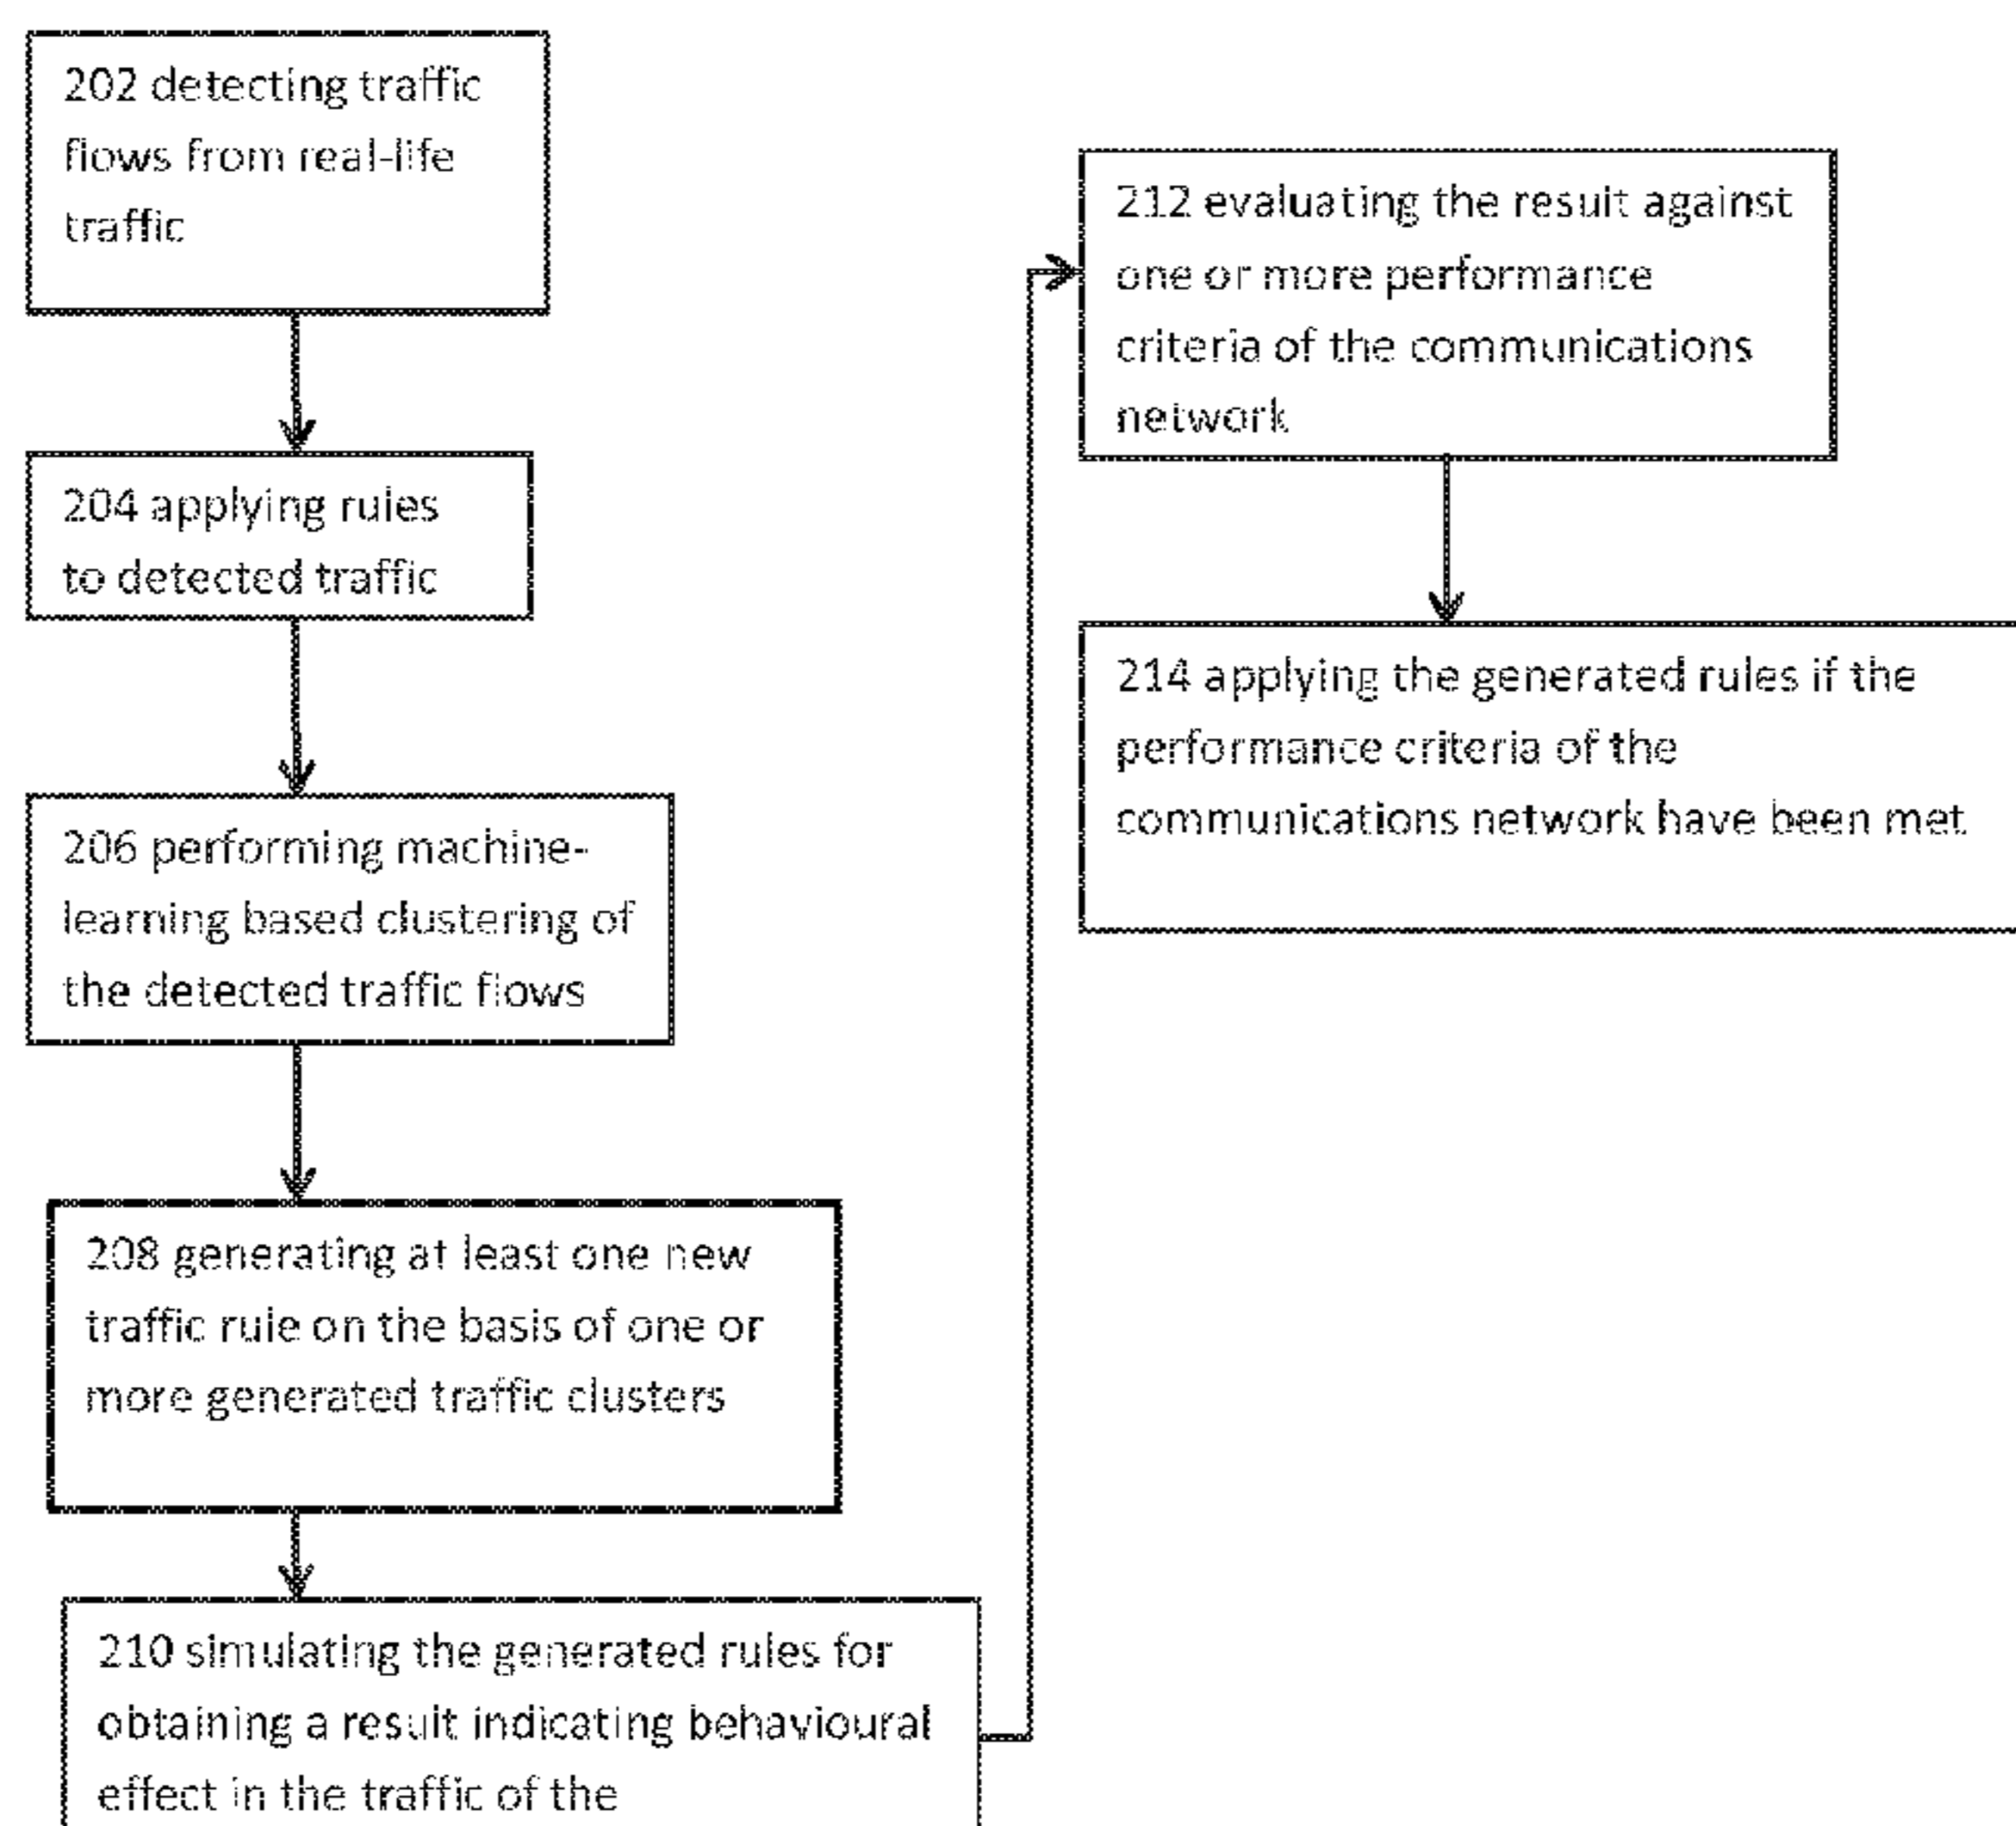 202 detecting traffic
flows from real-life
traffic
204 applying rules
to detected traffic
206 performing machine-
learning based clustering of
the detected traffic flows
208 generating at least one new
traffic rule on the basis of one or
more generated traffic clusters
210 simulating the generated rules for
obtaining a result indicating behavioural
effect in the traffic of the
212 evaluating the result against
one or more performance
criteria of the communications
network
214 applying the generated rules if the
performance criteria of the
communications network have been met